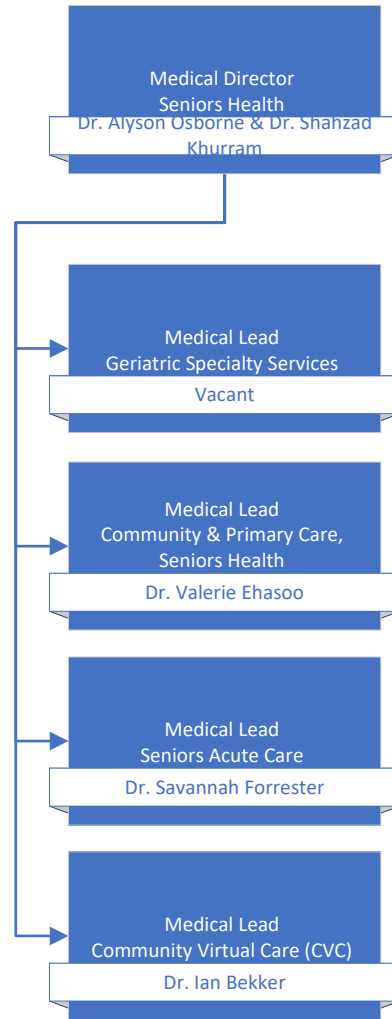 Medical Director
Seniors Health
Dr. Alyson Osborne & Dr. Shahzad
Khurram
Medical Lead
Geriatric Specialty Services
Vacant
Medical Lead
Community & Primary Care,
Seniors Health
Dr. Valerie Ehasoo
Medical Lead
Seniors Acute Care
Dr. Savannah Forrester
Medical Lead
Community Virtual Care (CVC)
Dr. Ian Bekker